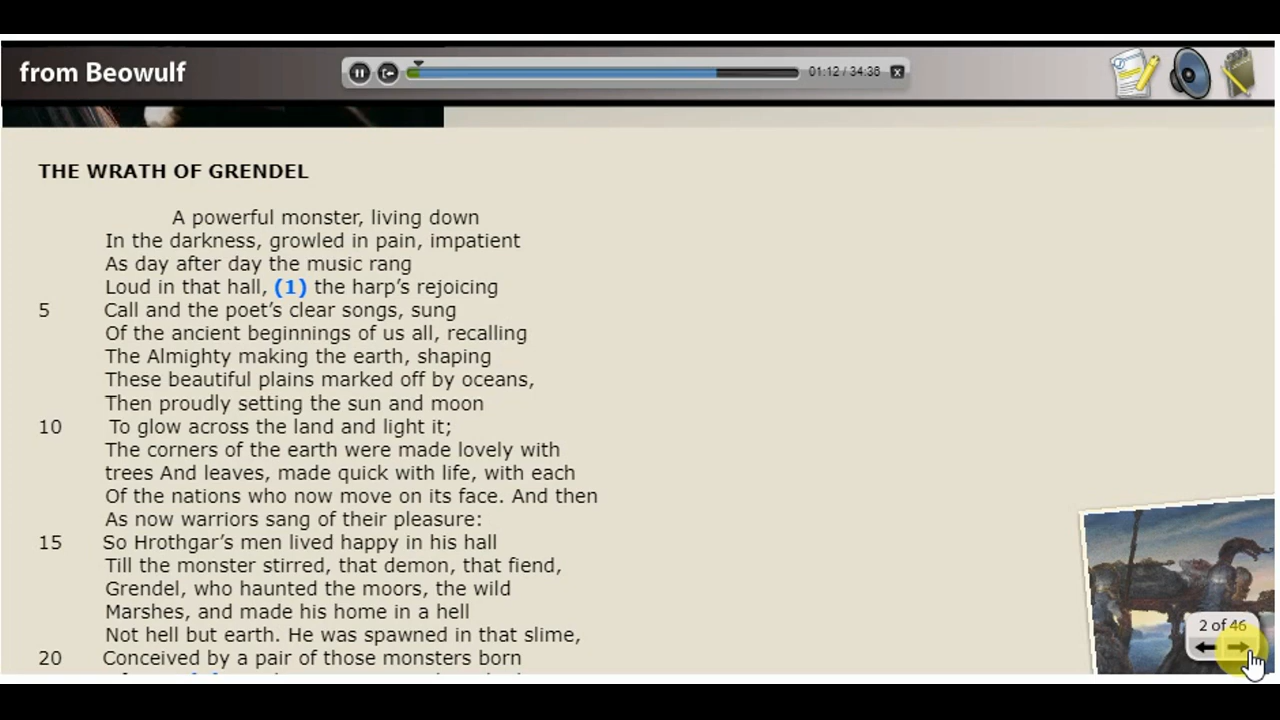 from Beowulf
01:12 / 34:38
THE WRATH OF GRENDEL
A powerful monster, living down
In the darkness, growled in pain, impatient
As day after day the music rang
Loud in that hall, (1) the harp’s rejoicing
5 Call and the poet’s clear songs, sung
Of the ancient beginnings of us all, recalling
The Almighty making the earth, shaping
These beautiful plains marked off by oceans,
Then proudly setting the sun and moon
10 To glow across the land and light it;
The corners of the earth were made lovely with
trees And leaves, made quick with life, with each
Of the nations who now move on its face. And then
As now warriors sang of their pleasure:
15 So Hrothgar’s men lived happy in his hall
Till the monster stirred, that demon, that fiend,
Grendel, who haunted the moors, the wild
Marshes, and made his home in a hell
Not hell but earth. He was spawned in that slime,
20 Conceived by a pair of those monsters born
2 of 46